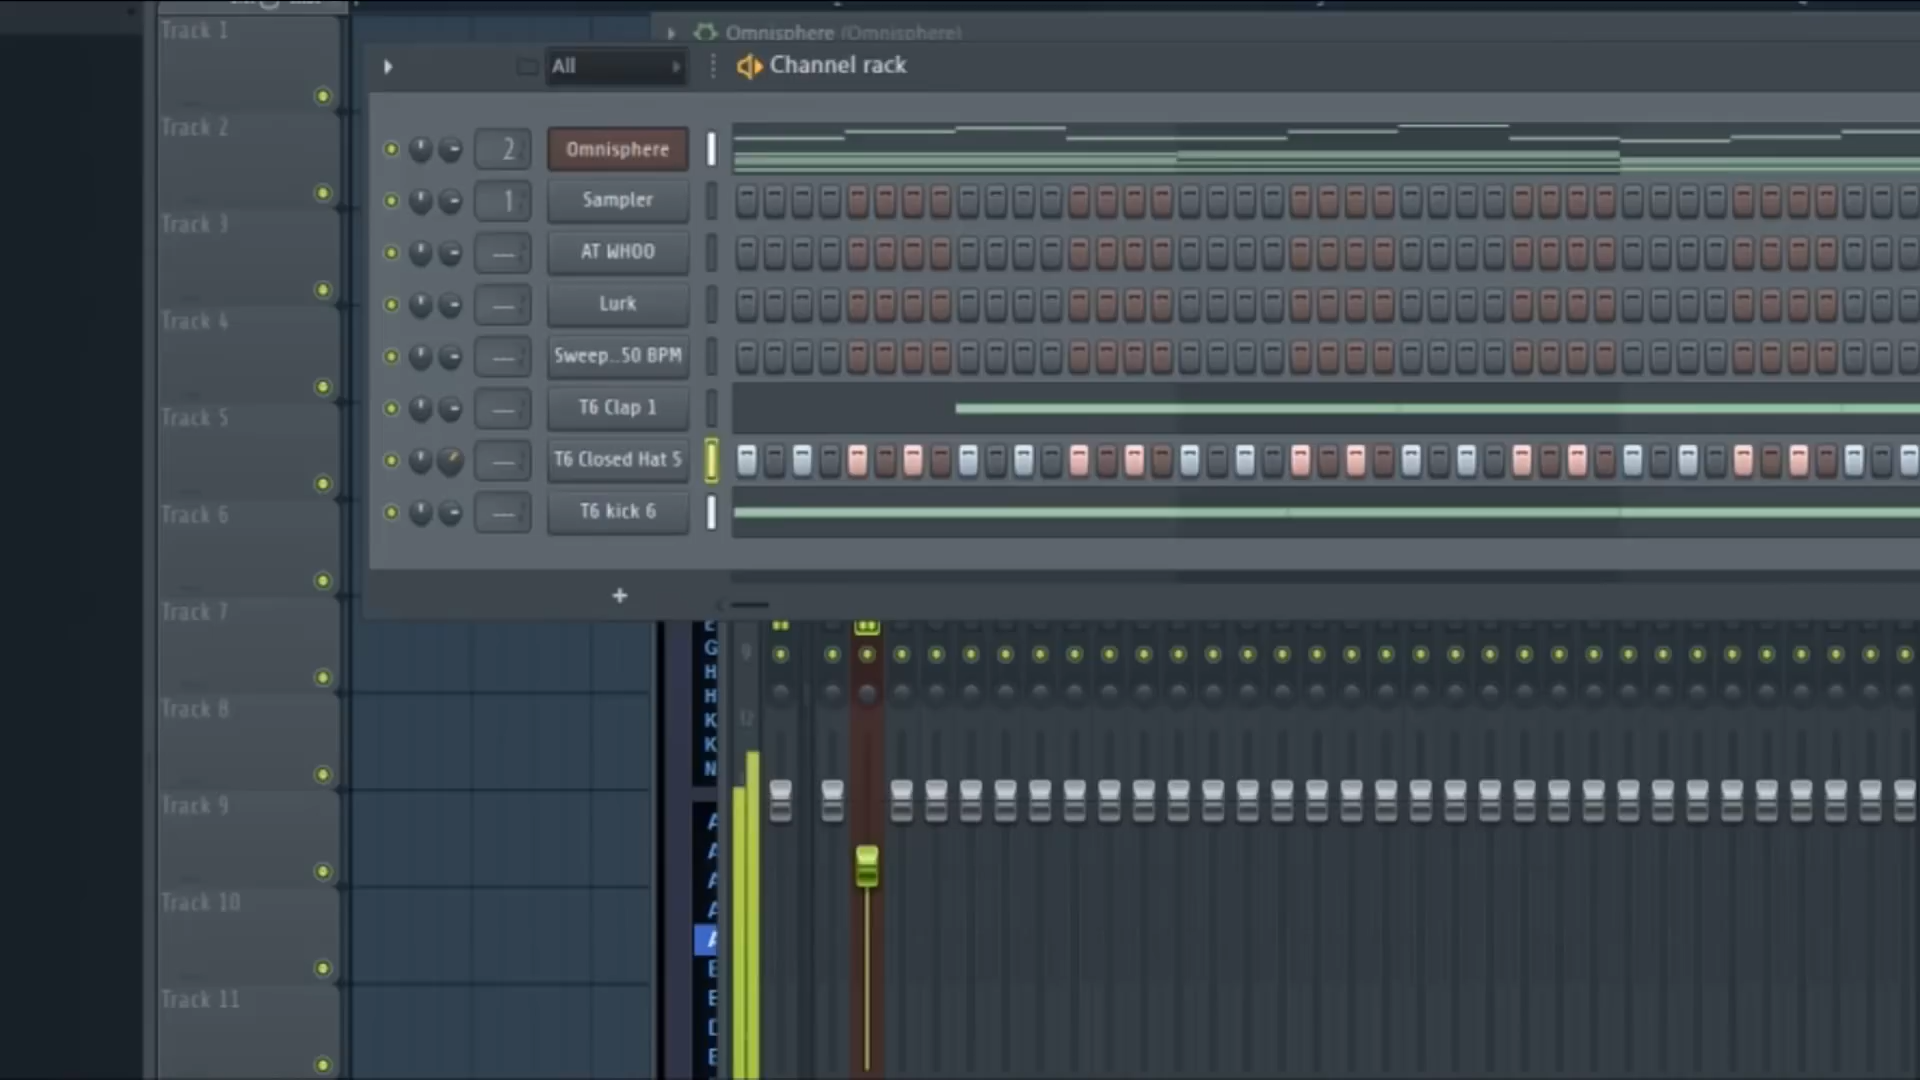 Track 1
Omnisphere (Omnisphere)
All
Channel rack
Track 2
2
Omnisphere
1
Sampler
Track 3
AT WHOO
Lurk
Track 4
Sweep...50 BPM
T6 Clap 1
Track 5
T6 Closed Hat 5
Track 6
T6 kick 6
+
Track 7
G
9
H
H
K
12
K
N
Track 8
Track 9
A
A
A
A
A
Track 10
Track 11